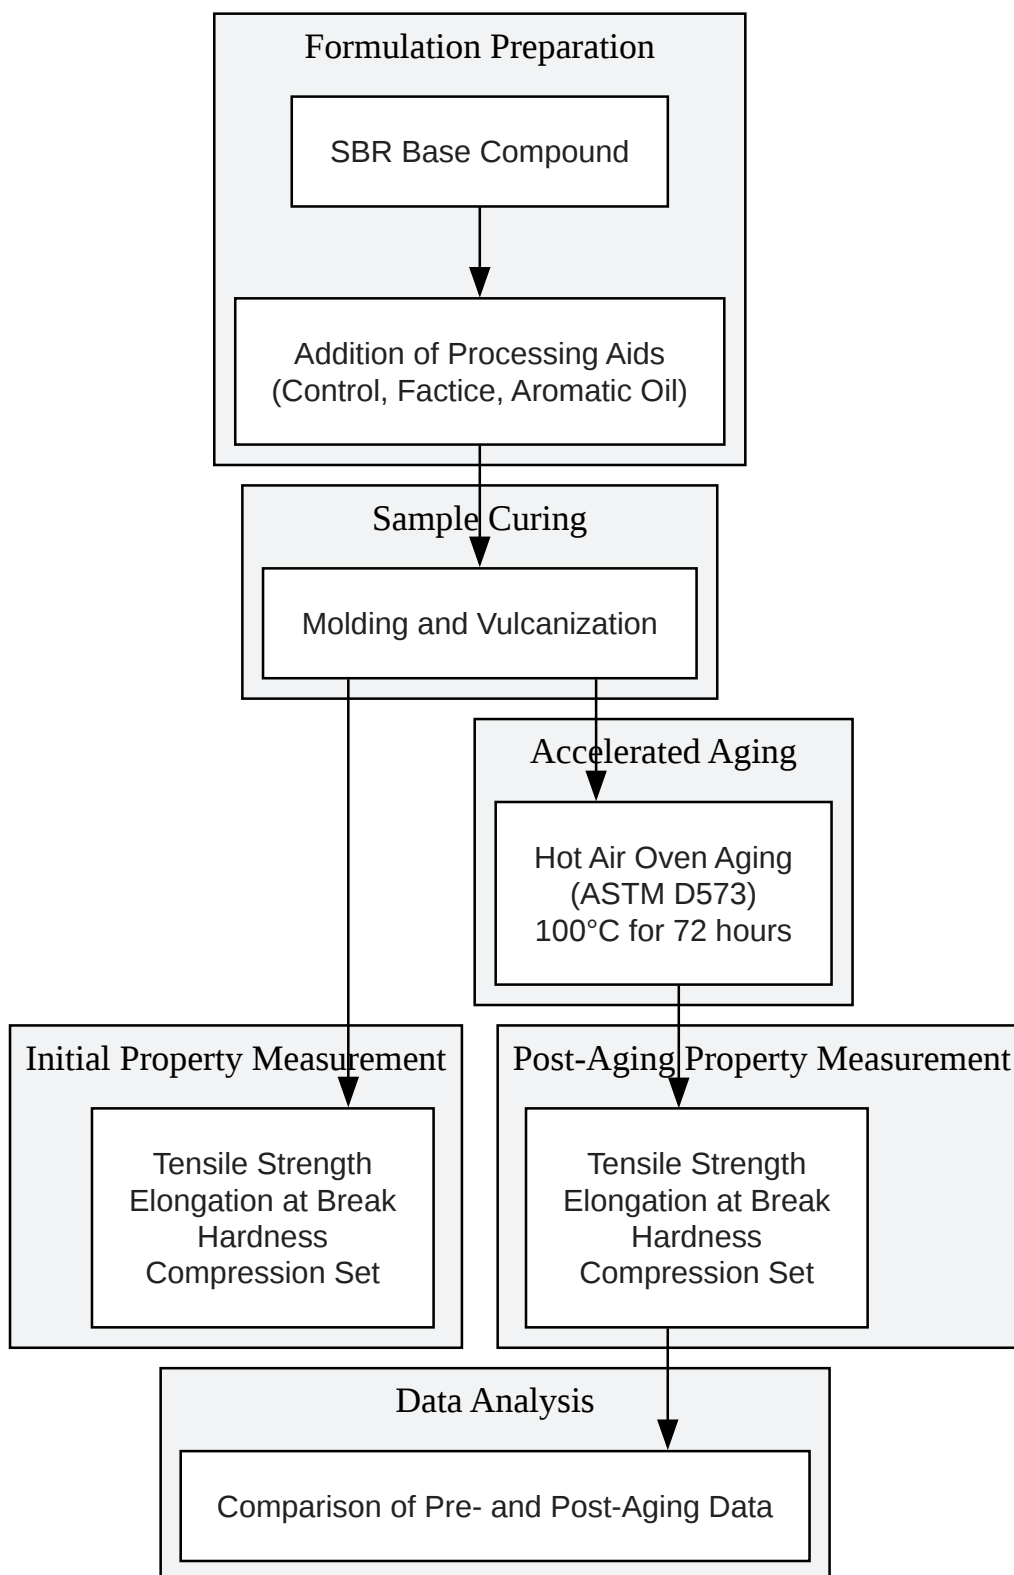 Formulation Preparation
SBR Base Compound
Addition of Processing Aids
(Control, Factice, Aromatic Oil)
Sample Curing
Molding and Vulcanization
Accelerated Aging
Hot Air Oven Aging
(ASTM D573)
100°C for 72 hours
Initial Property Measurement
Tensile Strength
Elongation at Break
Hardness
Compression Set
Post-Aging Property Measurement
Tensile Strength
Elongation at Break
Hardness
Compression Set
Data Analysis
Comparison of Pre- and Post-Aging Data